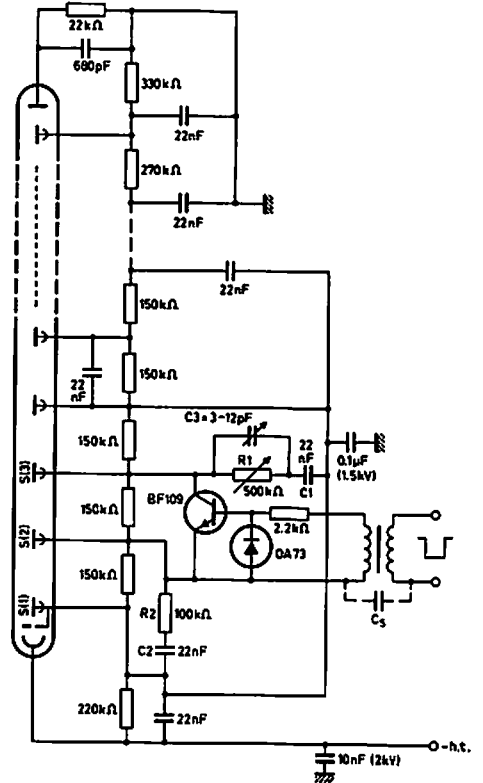 22kΩ
680pF
330kΩ
22nF
270kΩ
22nF
22nF
150kΩ
22
nF
150kΩ
C3=3-12pF
150kΩ
R1
500kΩ
22
nF
C1
0.1µF
(1.5kV)
S(3)
BF109
2.2kΩ
150kΩ
S(2)
OA73
150kΩ
S(1)
R2
100kΩ
Cs
C2
22nF
220kΩ
22nF
-h.t.
10nF (2kV)